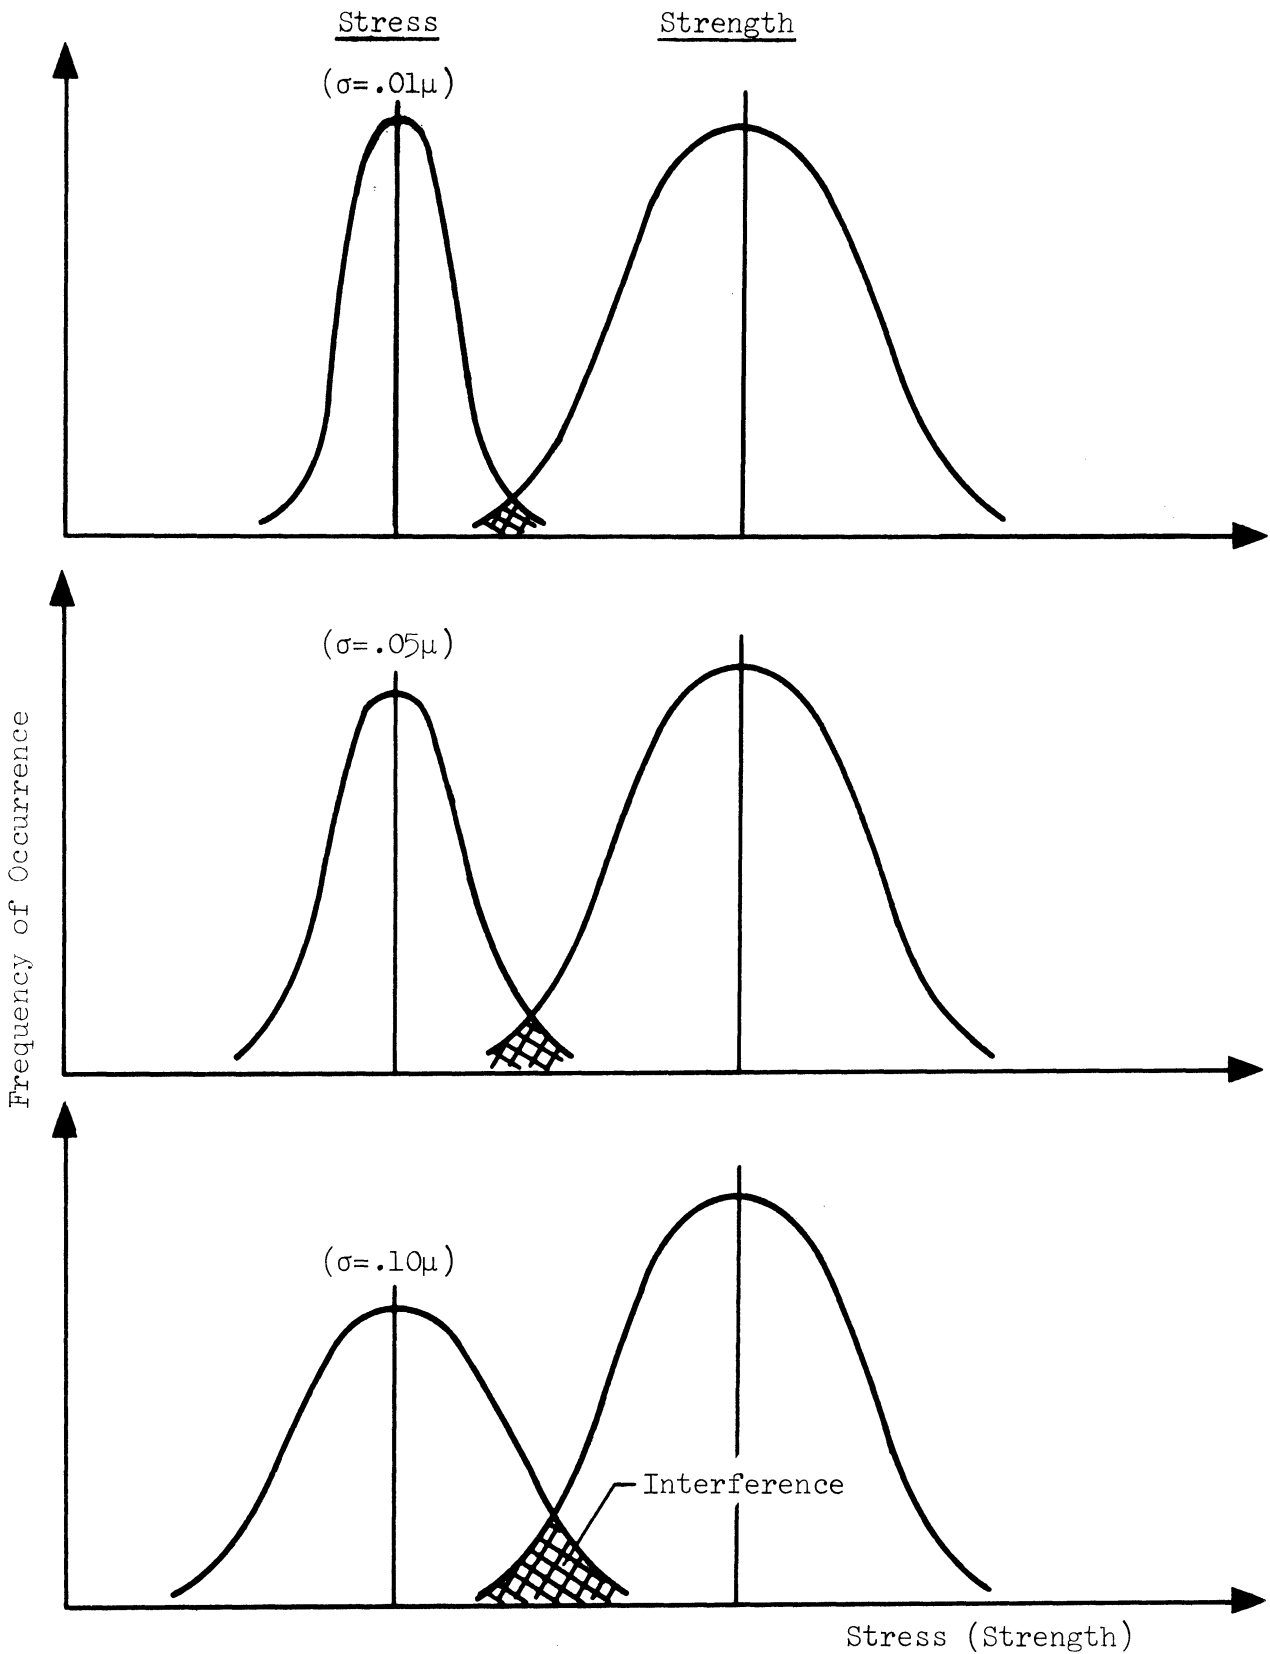 Stress
Strength
(σ=.01μ)
(σ=.05μ)
Frequency of Occurrence
(σ=.10μ)
Interference
Stress (Strength)